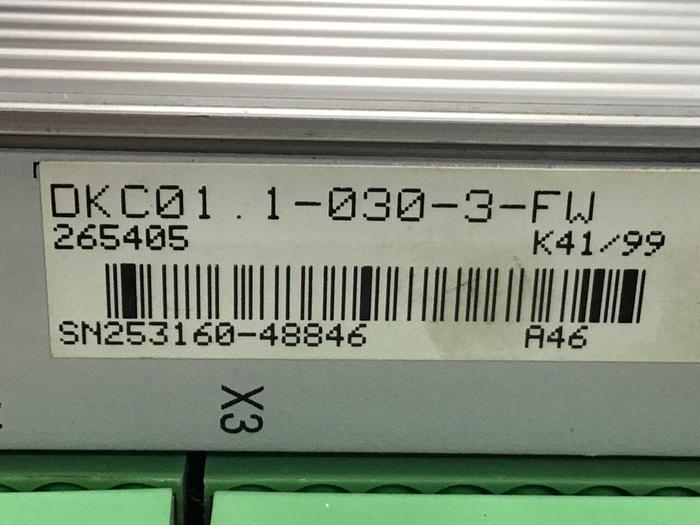 DKC01.1-030-3-FW
265405 K41/99
SN253160-48846 A46
X3